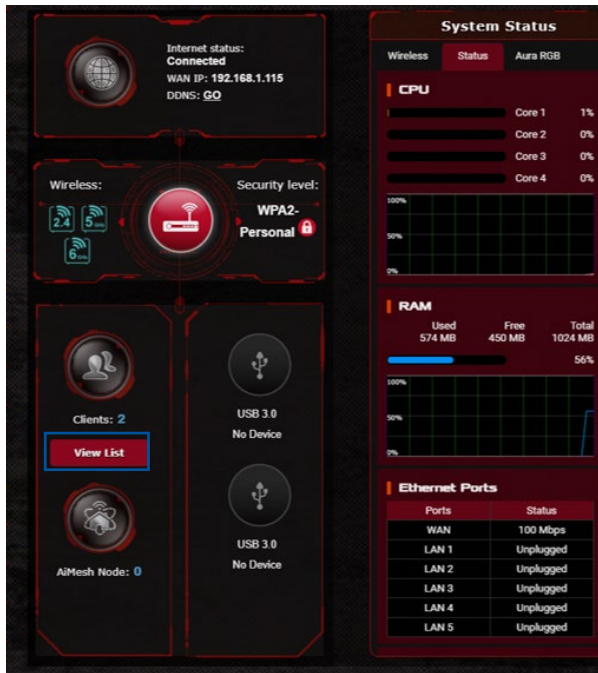 Internet status:
Connected
WAN IP: 192.168.1.115
DDNS: GO
Wireless:
2.4
5 GHz
6 GHz
Security level:
WPA2-
Personal
Clients: 2
View List
AiMesh Node: 0
USB 3.0
No Device
USB 3.0
No Device
System Status
Wireless Status Aura RGB
CPU
Core 1 1%
Core 2 0%
Core 3 0%
Core 4 0%
100%
50%
0%
RAM
Used Free Total
574 MB 450 MB 1024 MB
56%
100%
50%
0%
Ethernet Ports
Ports Status
WAN 100 Mbps
LAN 1 Unplugged
LAN 2 Unplugged
LAN 3 Unplugged
LAN 4 Unplugged
LAN 5 Unplugged